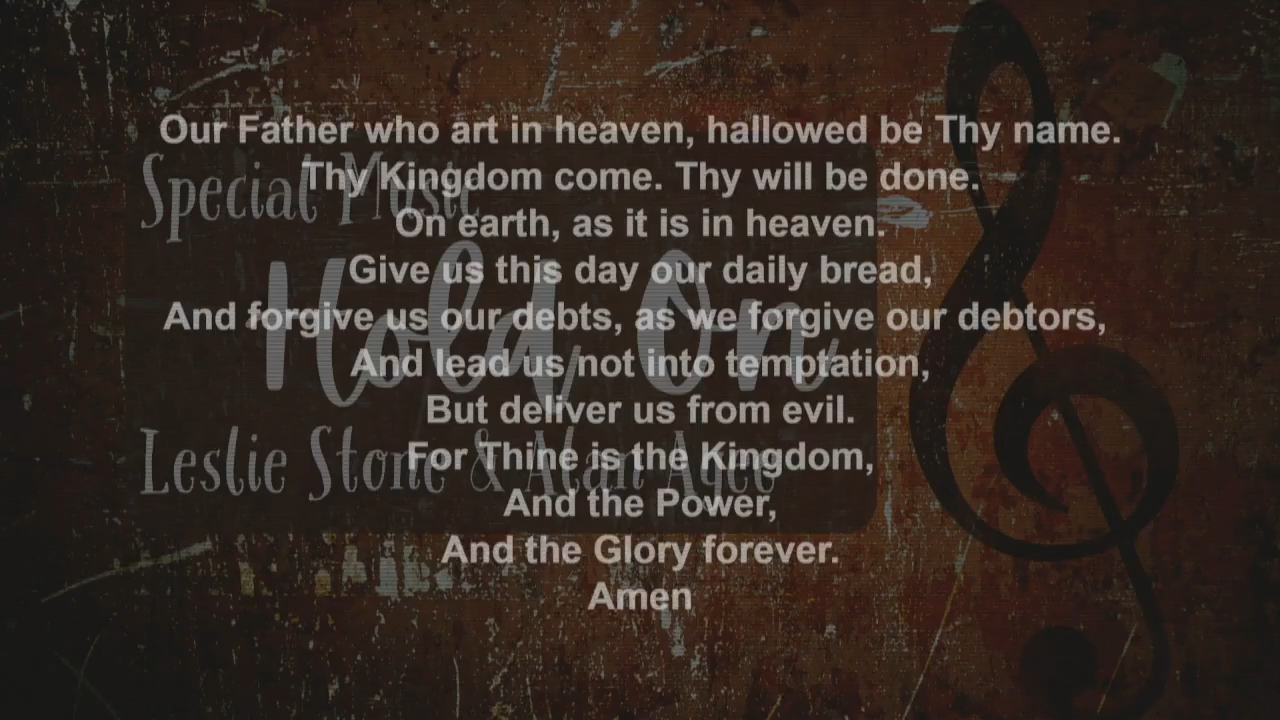 Our Father who art in heaven, hallowed be Thy name.
Thy Kingdom come. Thy will be done.
On earth, as it is in heaven.
Give us this day our daily bread,
And forgive us our debts, as we forgive our debtors,
And lead us not into temptation,
But deliver us from evil.
For Thine is the Kingdom,
And the Power,
And the Glory forever.
Amen
Special Music
Hold On
Leslie Stone & Alan